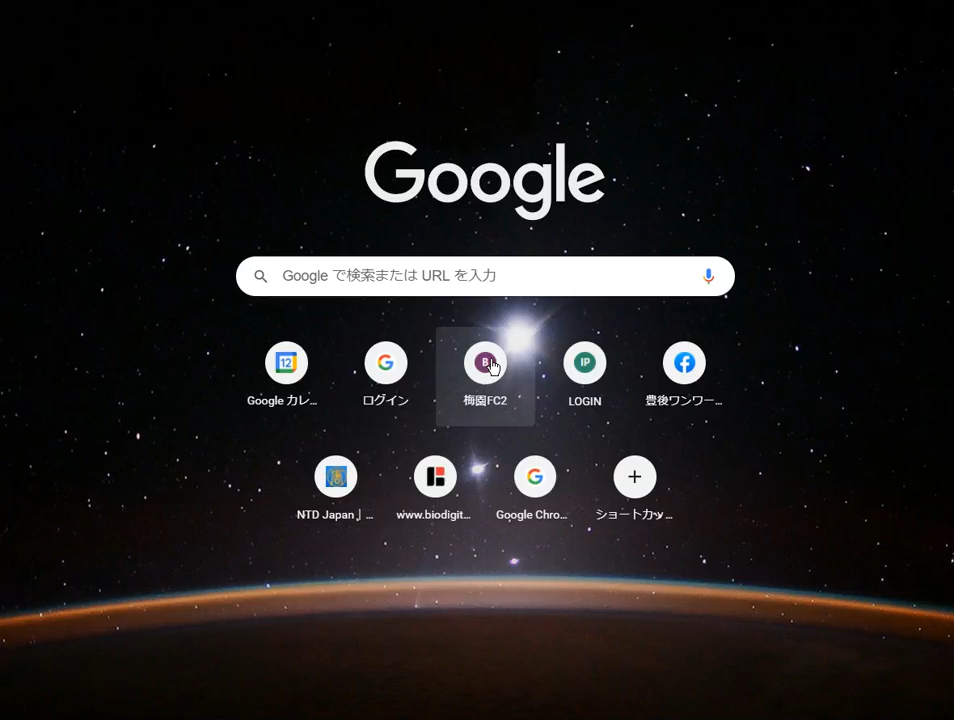 Google
Google で検索または URL を入力
12
Google カレ...
ログイン
B
梅園FC2
IP
LOGIN
豊後ワンワー...
NTD Japan｣ ...
www.biodigit...
Google Chro...
ショートカッ...